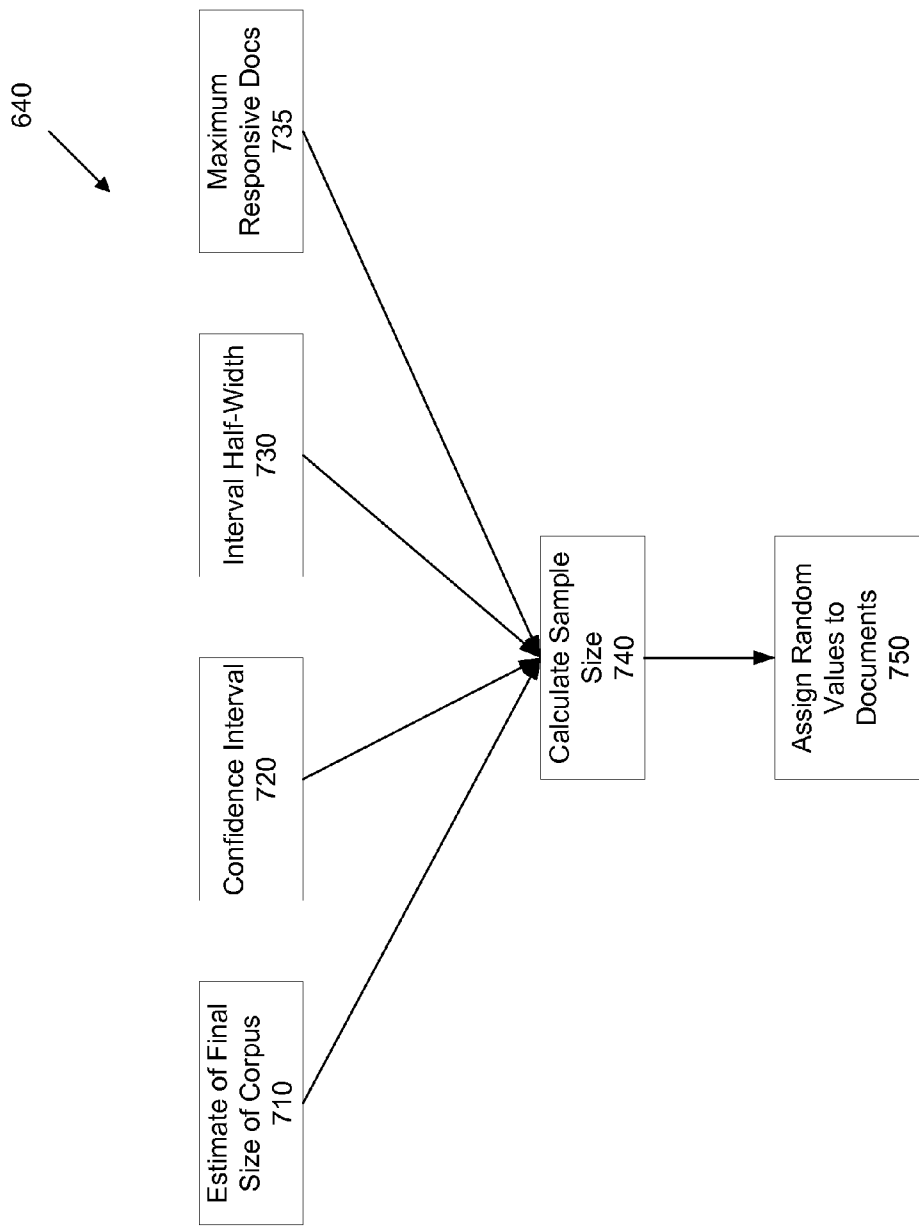 640
Estimate of Final
Size of Corpus
710
Confidence Interval
720
Interval Half-Width
730
Maximum
Responsive Docs
735
Calculate Sample
Size
740
Assign Random
Values to
Documents
750